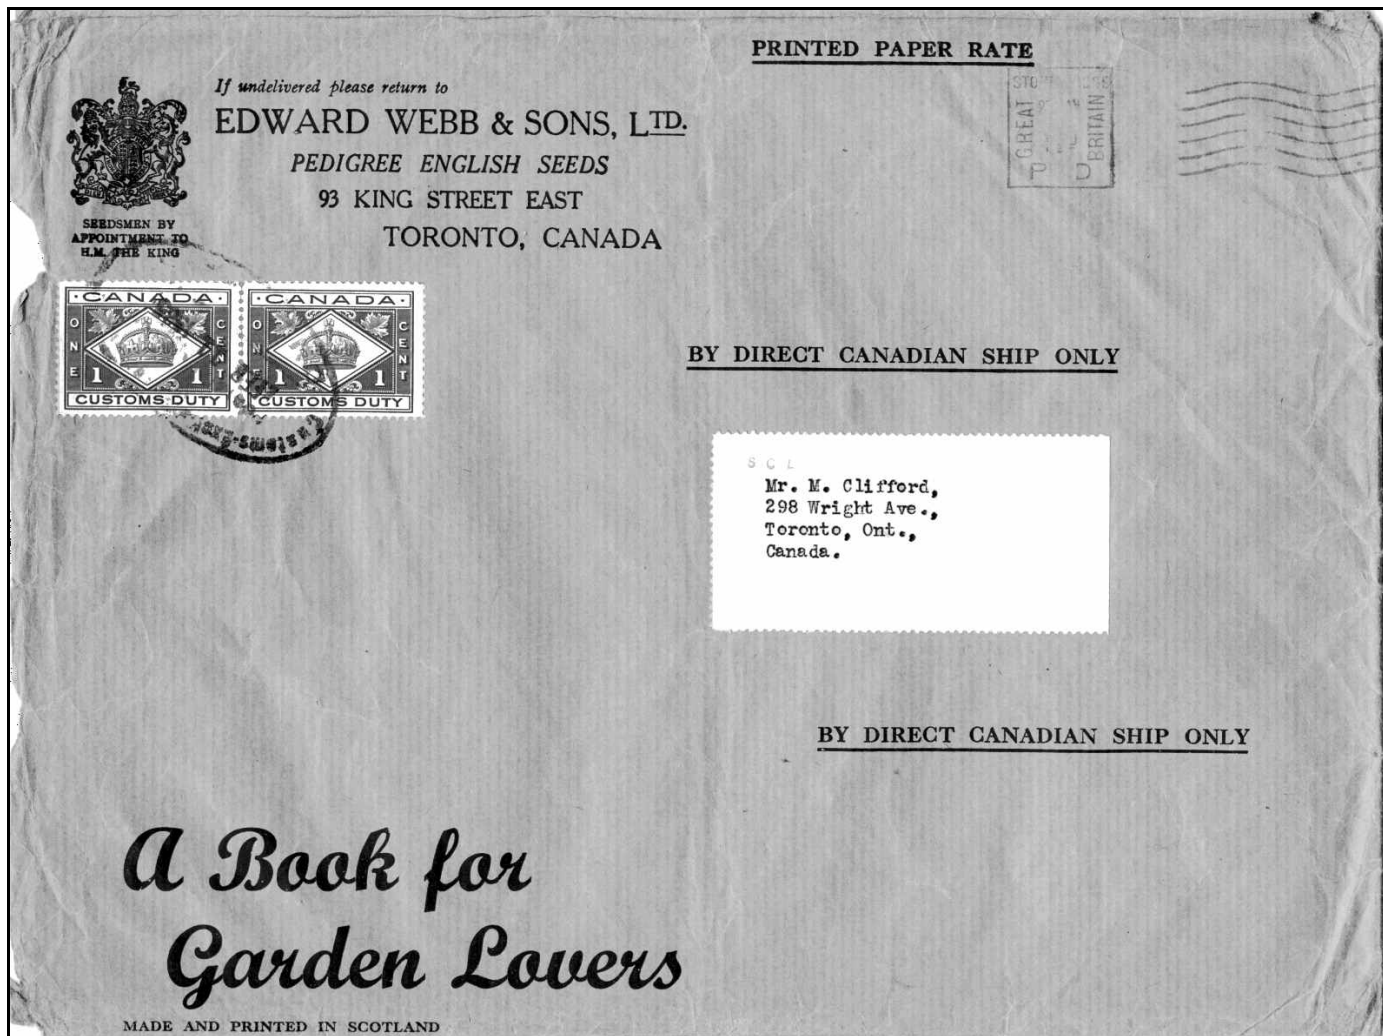 PRINTED PAPER RATE
If undelivered please return to
EDWARD WEBB & SONS, LTD.
PEDIGREE ENGLISH SEEDS
93 KING STREET EAST
TORONTO, CANADA
SEEDSMEN BY
APPOINTMENT TO
H.M. THE KING
GREAT
BRITAIN
P D
·CANADA· ·CANADA·
ONE CENT ONE CENT
1 1 1 1
CUSTOMS DUTY CUSTOMS DUTY
BY DIRECT CANADIAN SHIP ONLY
S C L
Mr. M. Clifford,
298 Wright Ave.,
Toronto, Ont.,
Canada.
BY DIRECT CANADIAN SHIP ONLY
A Book for
Garden Lovers
MADE AND PRINTED IN SCOTLAND